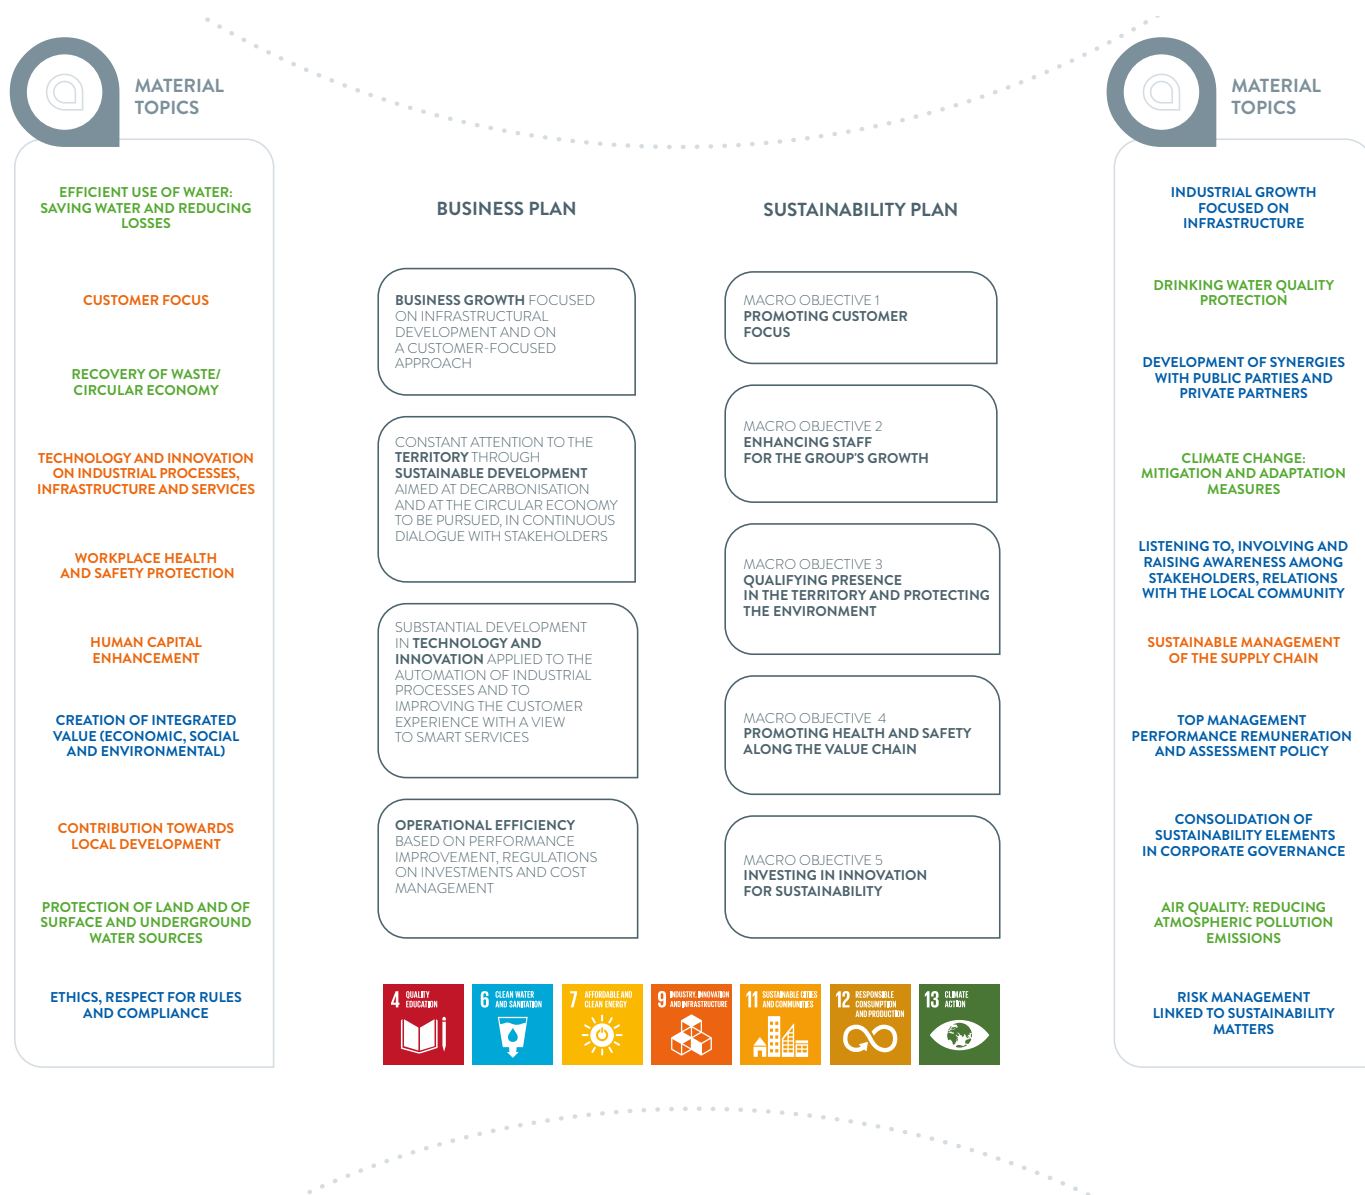 MATERIAL
TOPICS
EFFICIENT USE OF WATER:
SAVING WATER AND REDUCING
LOSSES
CUSTOMER FOCUS
RECOVERY OF WASTE/
CIRCULAR ECONOMY
TECHNOLOGY AND INNOVATION
ON INDUSTRIAL PROCESSES,
INFRASTRUCTURE AND SERVICES
WORKPLACE HEALTH
AND SAFETY PROTECTION
HUMAN CAPITAL
ENHANCEMENT
CREATION OF INTEGRATED
VALUE (ECONOMIC, SOCIAL
AND ENVIRONMENTAL)
CONTRIBUTION TOWARDS
LOCAL DEVELOPMENT
PROTECTION OF LAND AND OF
SURFACE AND UNDERGROUND
WATER SOURCES
ETHICS, RESPECT FOR RULES
AND COMPLIANCE
BUSINESS PLAN
BUSINESS GROWTH FOCUSED
ON INFRASTRUCTURAL
DEVELOPMENT AND ON
A CUSTOMER-FOCUSED
APPROACH
CONSTANT ATTENTION TO THE
TERRITORY THROUGH
SUSTAINABLE DEVELOPMENT
AIMED AT DECARBONISATION
AND AT THE CIRCULAR ECONOMY
TO BE PURSUED, IN CONTINUOUS
DIALOGUE WITH STAKEHOLDERS
SUBSTANTIAL DEVELOPMENT
IN TECHNOLOGY AND
INNOVATION APPLIED TO THE
AUTOMATION OF INDUSTRIAL
PROCESSES AND TO
IMPROVING THE CUSTOMER
EXPERIENCE WITH A VIEW
TO SMART SERVICES
OPERATIONAL EFFICIENCY
BASED ON PERFORMANCE
IMPROVEMENT, REGULATIONS
ON INVESTMENTS AND COST
MANAGEMENT
SUSTAINABILITY PLAN
MACRO OBJECTIVE 1
PROMOTING CUSTOMER
FOCUS
MACRO OBJECTIVE 2
ENHANCING STAFF
FOR THE GROUP'S GROWTH
MACRO OBJECTIVE 3
QUALIFYING PRESENCE
IN THE TERRITORY AND PROTECTING
THE ENVIRONMENT
MACRO OBJECTIVE 4
PROMOTING HEALTH AND SAFETY
ALONG THE VALUE CHAIN
MACRO OBJECTIVE 5
INVESTING IN INNOVATION
FOR SUSTAINABILITY
4 QUALITY
EDUCATION
6 CLEAN WATER
AND SANITATION
7 AFFORDABLE AND
CLEAN ENERGY
9 INDUSTRY, INNOVATION
AND INFRASTRUCTURE
11 SUSTAINABLE CITIES
AND COMMUNITIES
12 RESPONSIBLE
CONSUMPTION
AND PRODUCTION
13 CLIMATE
ACTION
MATERIAL
TOPICS
INDUSTRIAL GROWTH
FOCUSED ON
INFRASTRUCTURE
DRINKING WATER QUALITY
PROTECTION
DEVELOPMENT OF SYNERGIES
WITH PUBLIC PARTIES AND
PRIVATE PARTNERS
CLIMATE CHANGE:
MITIGATION AND ADAPTATION
MEASURES
LISTENING TO, INVOLVING AND
RAISING AWARENESS AMONG
STAKEHOLDERS, RELATIONS
WITH THE LOCAL COMMUNITY
SUSTAINABLE MANAGEMENT
OF THE SUPPLY CHAIN
TOP MANAGEMENT
PERFORMANCE REMUNERATION
AND ASSESSMENT POLICY
CONSOLIDATION OF
SUSTAINABILITY ELEMENTS
IN CORPORATE GOVERNANCE
AIR QUALITY: REDUCING
ATMOSPHERIC POLLUTION
EMISSIONS
RISK MANAGEMENT
LINKED TO SUSTAINABILITY
MATTERS